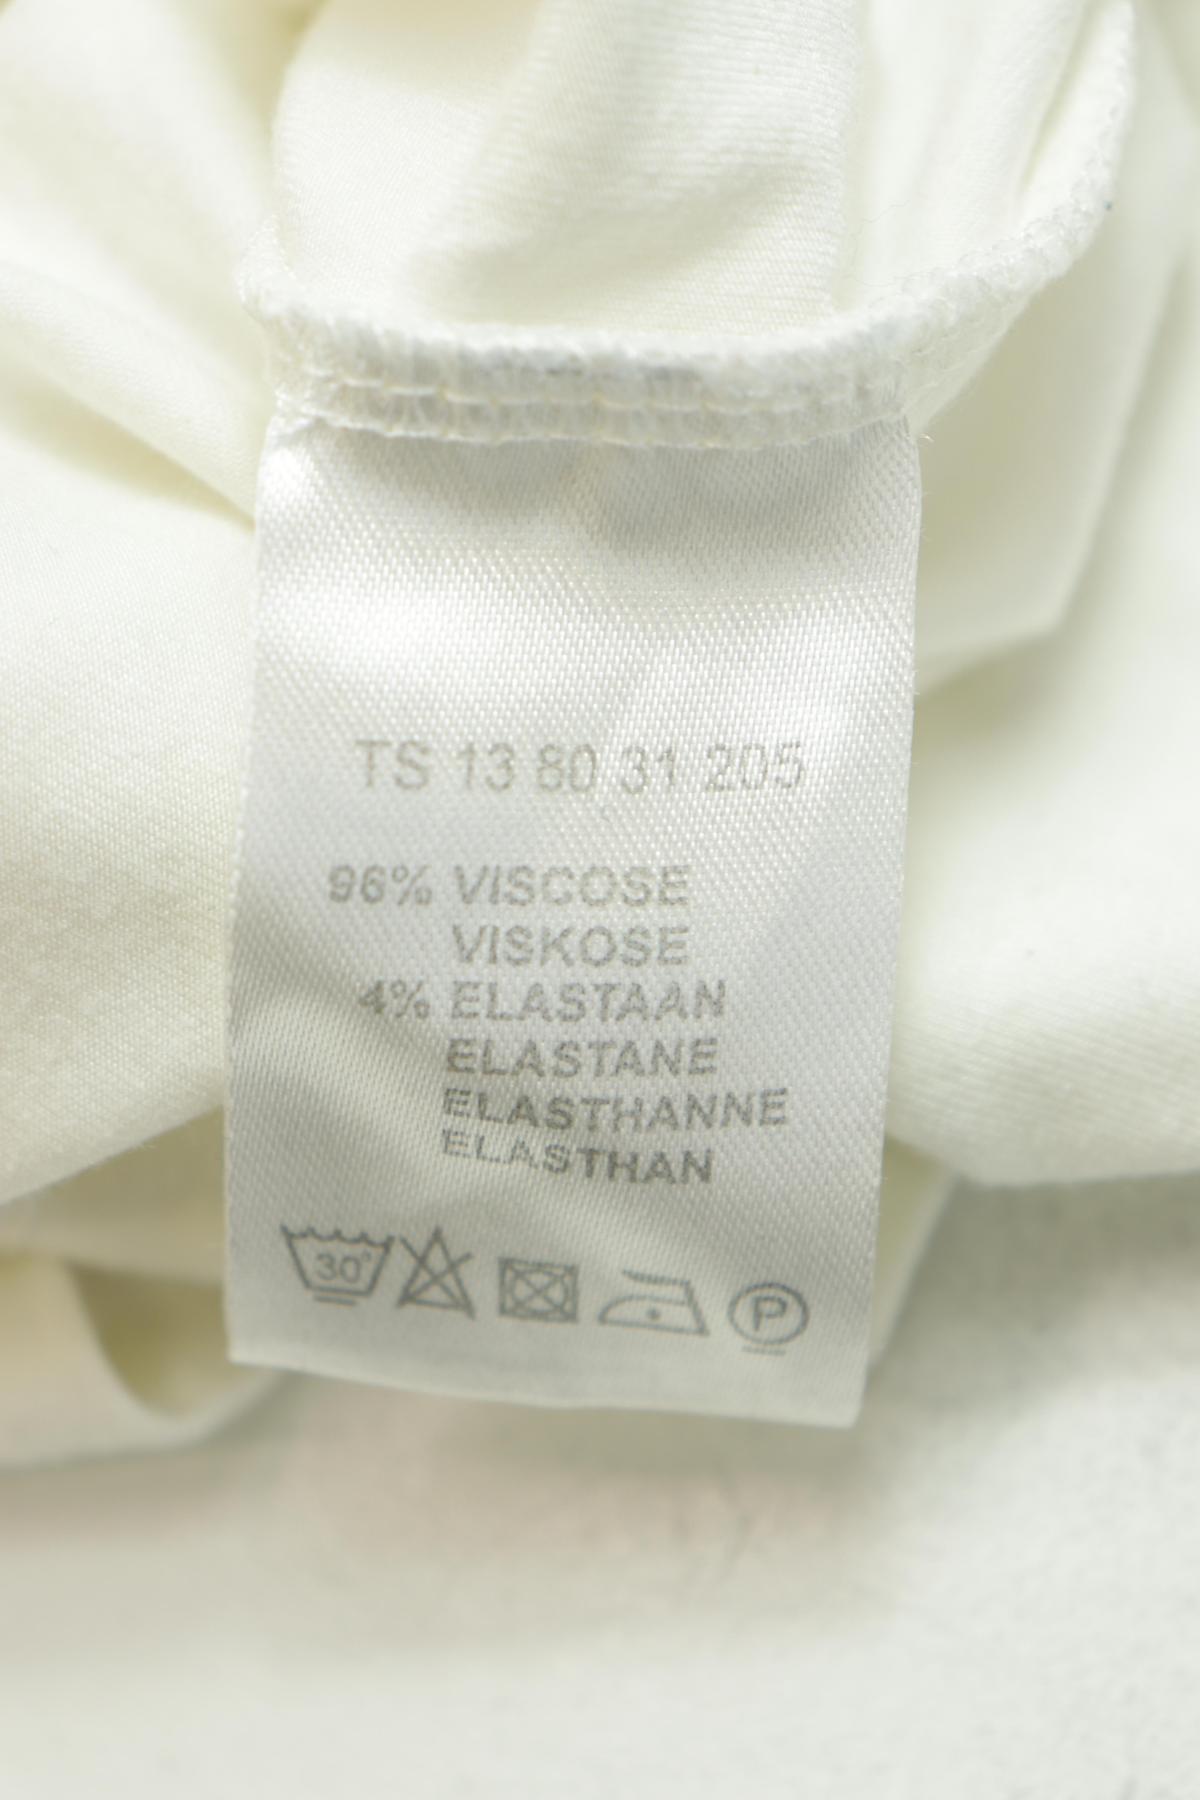 TS 13 80 31 205
96% VISCOSE
VISKOSE
4% ELASTAAN
ELASTANE
ELASTHANNE
ELASTHAN
30°
P